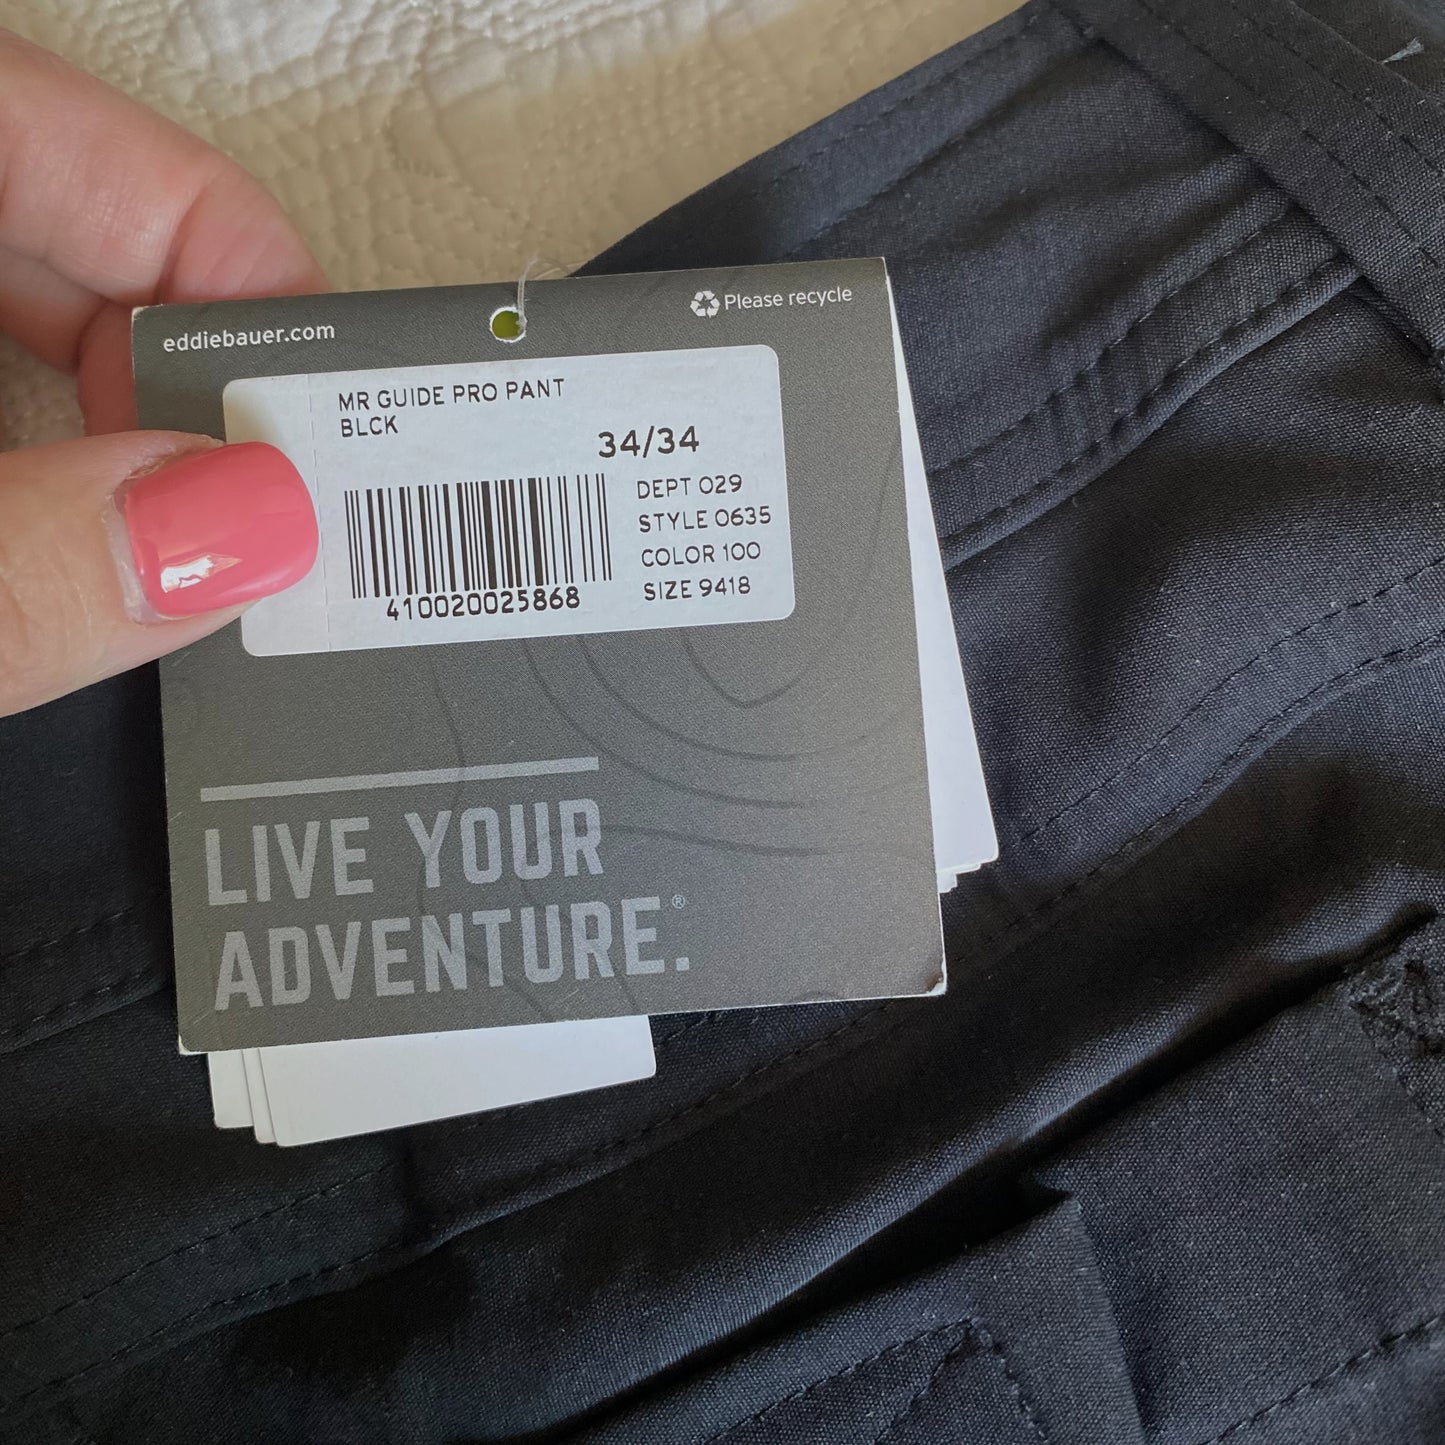 eddiebauer.com
Please recycle
MR GUIDE PRO PANT
BLCK
34/34
DEPT 029
STYLE 0635
COLOR 100
SIZE 9418
410020025868
LIVE YOUR
ADVENTURE.®